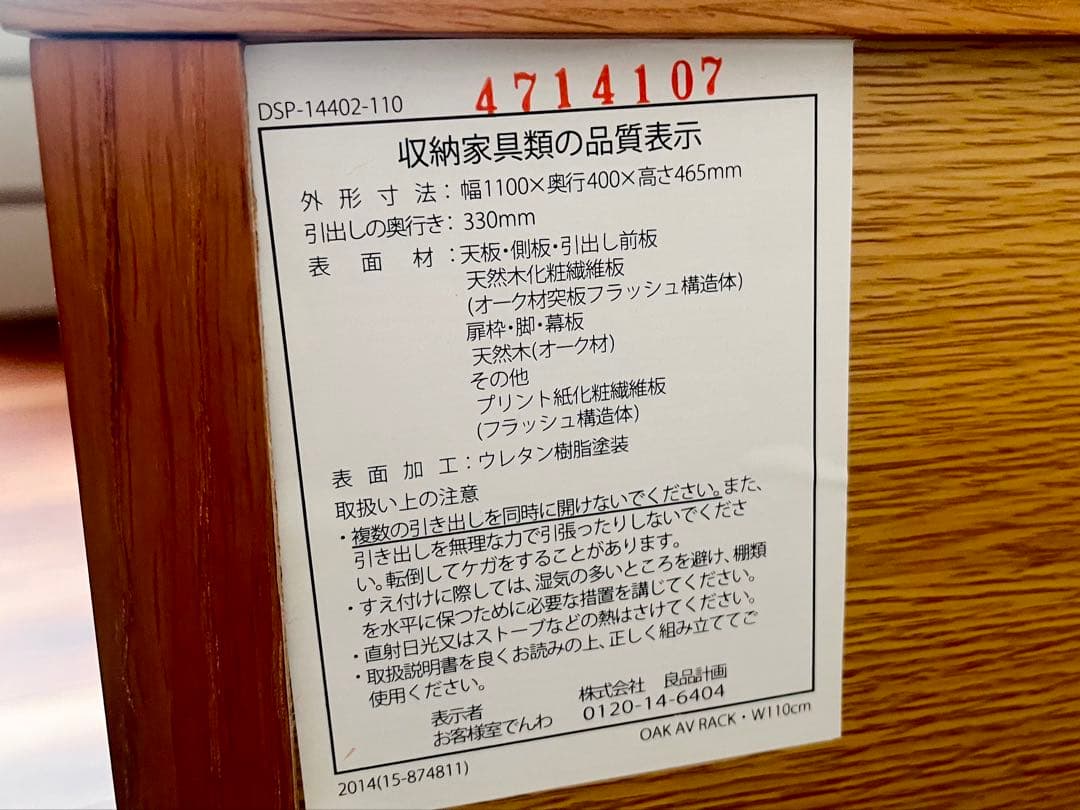 DSP-14402-110
4714107
収納家具類の品質表示
外形寸法：幅1100×奥行400×高さ465mm
引出しの奥行き：330mm
表面材：天板・側板・引出し前板
天然木化粧繊維板
(オーク材突板フラッシュ構造体)
扉枠・脚・幕板
天然木(オーク材)
その他
プリント紙化粧繊維板
(フラッシュ構造体)
表面加工：ウレタン樹脂塗装
取扱い上の注意
・複数の引き出しを同時に開けないでください。また、
引き出しを無理な力で引張ったりしないでくださ
い。転倒してケガをすることがあります。
・すえ付けに際しては、湿気の多いところを避け、棚類
を水平に保つために必要な措置を講じてください。
・直射日光又はストーブなどの熱はさけてください。
・取扱説明書を良くお読みの上、正しく組み立ててご
使用ください。
表示者 株式会社 良品計画
お客様室でんわ 0120-14-6404
OAK AV RACK・W110cm
2014(15-874811)